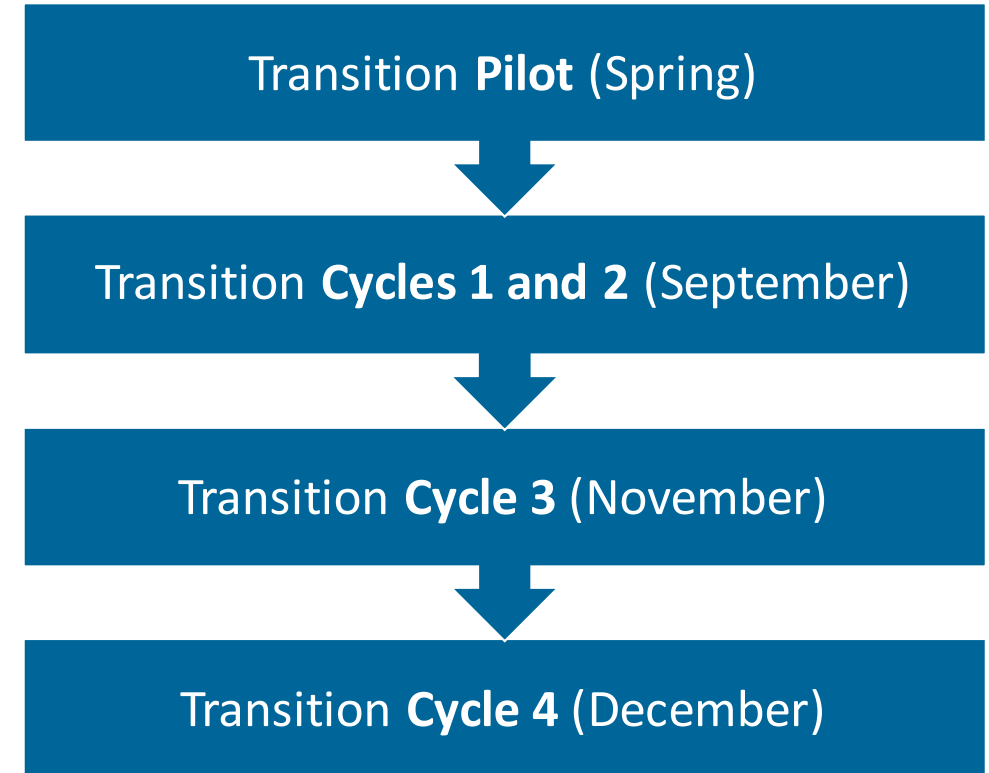 Transition Pilot (Spring)
Transition Cycles 1 and 2 (September)
Transition Cycle 3 (November)
Transition Cycle 4 (December)